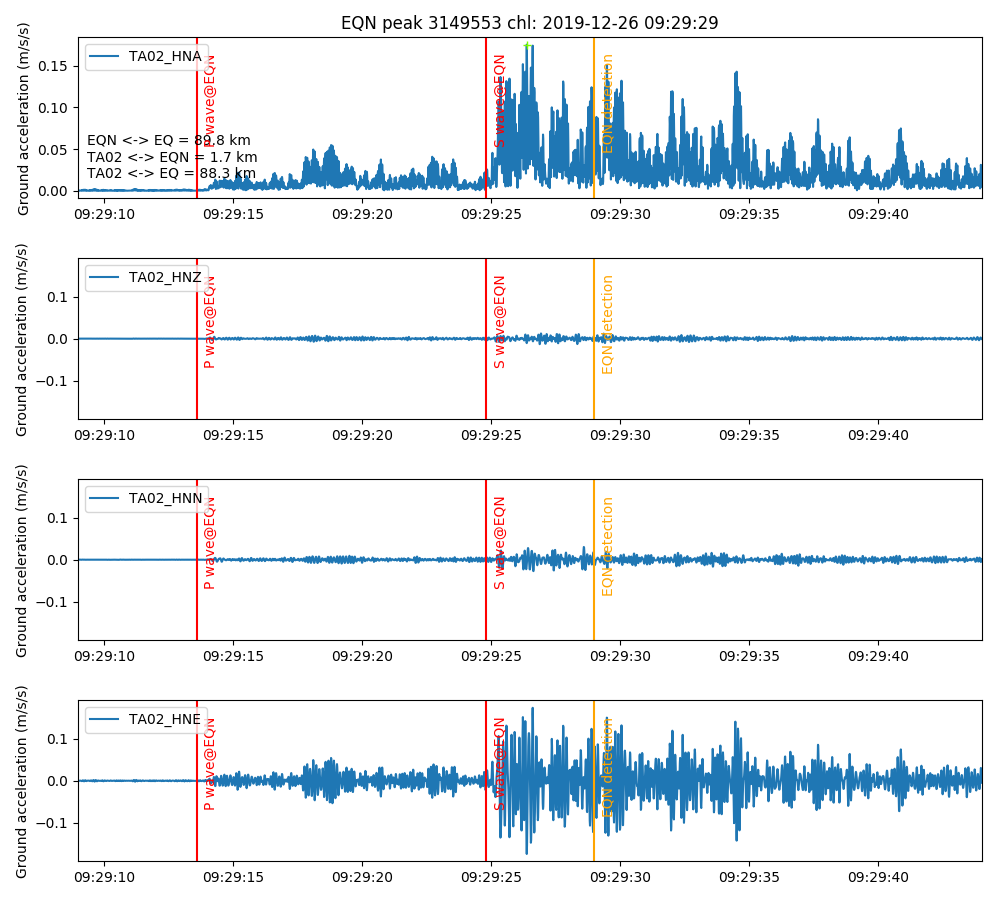 EQN peak 3149553 chl: 2019-12-26 09:29:29
Ground acceleration (m/s/s)
0.15
0.10
0.05
0.00
TA02_HNA
P wave@EQN
S wave@EQN
EQN detection
EQN <-> EQ = 89.8 km
TA02 <-> EQN = 1.7 km
TA02 <-> EQ = 88.3 km
09:29:10 09:29:15 09:29:20 09:29:25 09:29:30 09:29:35 09:29:40
Ground acceleration (m/s/s)
0.1
0.0
−0.1
TA02_HNZ
P wave@EQN
S wave@EQN
EQN detection
09:29:10 09:29:15 09:29:20 09:29:25 09:29:30 09:29:35 09:29:40
Ground acceleration (m/s/s)
0.1
0.0
−0.1
TA02_HNN
P wave@EQN
S wave@EQN
EQN detection
09:29:10 09:29:15 09:29:20 09:29:25 09:29:30 09:29:35 09:29:40
Ground acceleration (m/s/s)
0.1
0.0
−0.1
TA02_HNE
P wave@EQN
S wave@EQN
EQN detection
09:29:10 09:29:15 09:29:20 09:29:25 09:29:30 09:29:35 09:29:40